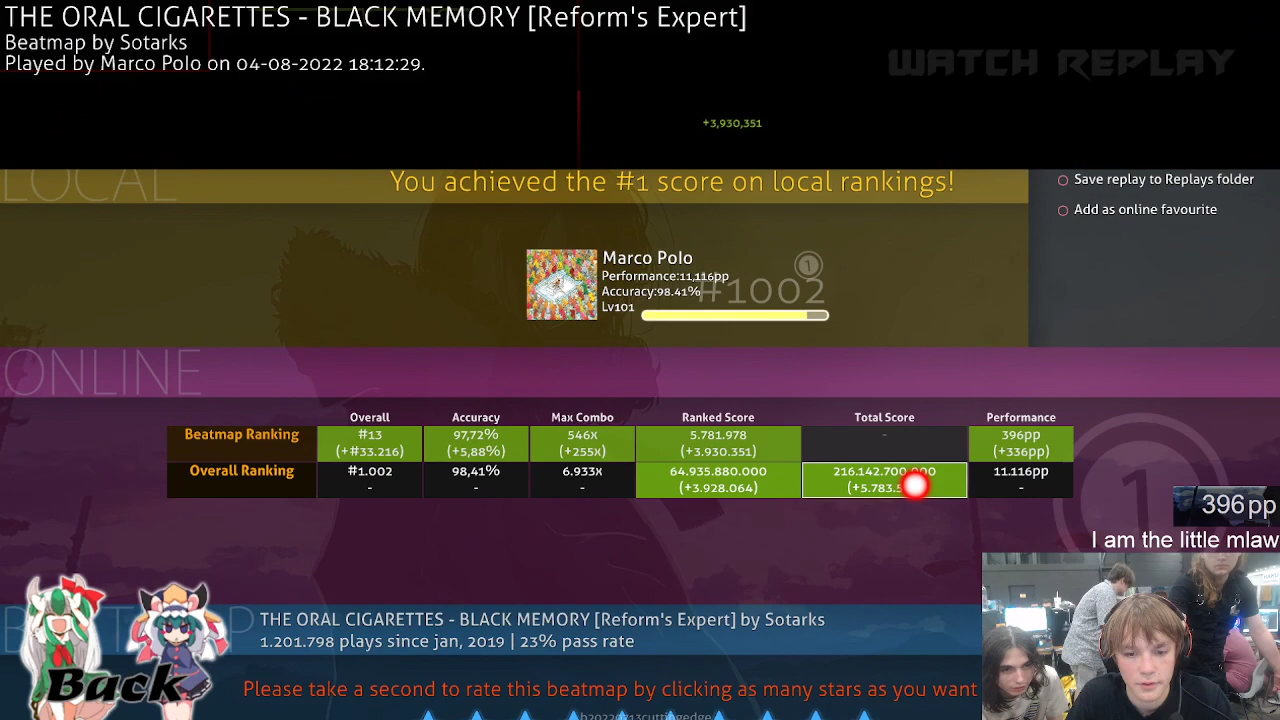 THE ORAL CIGARETTES - BLACK MEMORY [Reform's Expert]
Beatmap by Sotarks
Played by Marco Polo on 04-08-2022 18:12:29.
WATCH REPLAY
+3,930,351
LOCAL
You achieved the #1 score on local rankings!
Save replay to Replays folder
Add as online favourite
Marco Polo
Performance:11,116pp
Accuracy:98.41%
Lv101
#1002
1
ONLINE
Overall Accuracy Max Combo Ranked Score Total Score Performance
Beatmap Ranking #13 97,72% 546x 5.781.978 - 396pp
(+#33.216) (+5,88%) (+255x) (+3.930.351) (+336pp)
Overall Ranking #1.002 98,41% 6.933x 64.935.880.000 11.116pp
- - - (+3.928.064) -
1
396pp
I am the little mlaw
THE ORAL CIGARETTES - BLACK MEMORY [Reform's Expert] by Sotarks
1.201.798 plays since jan, 2019 | 23% pass rate
Back
Please take a second to rate this beatmap by clicking as many stars as you want